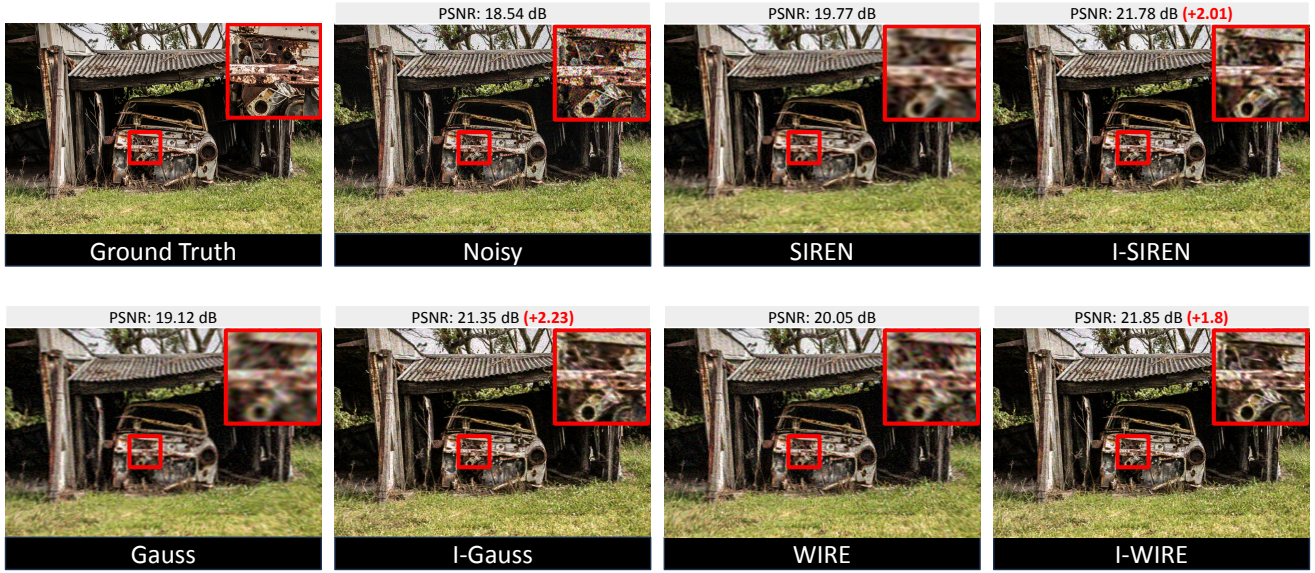 PSNR: 18.54 dB
PSNR: 19.77 dB
PSNR: 21.78 dB (+2.01)
Ground Truth
Noisy
SIREN
I-SIREN
PSNR: 19.12 dB
PSNR: 21.35 dB (+2.23)
PSNR: 20.05 dB
PSNR: 21.85 dB (+1.8)
Gauss
I-Gauss
WIRE
I-WIRE